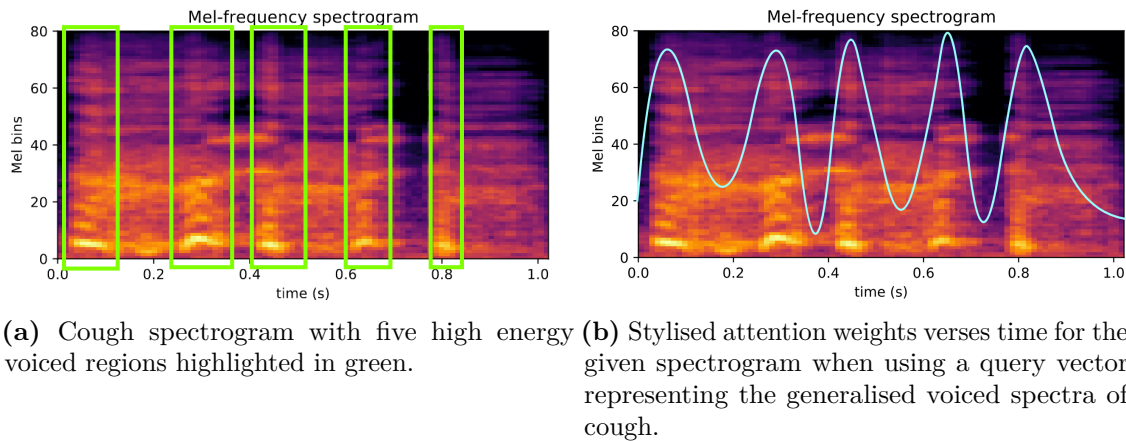 Mel-frequency spectrogram
80
60
40
20
0
Mel bins
0.0 0.2 0.4 0.6 0.8 1.0
time (s)
(a) Cough spectrogram with five high energy
voiced regions highlighted in green.
Mel-frequency spectrogram
80
60
40
20
0
Mel bins
0.0 0.2 0.4 0.6 0.8 1.0
time (s)
(b) Stylised attention weights verses time for the
given spectrogram when using a query vector
representing the generalised voiced spectra of
cough.